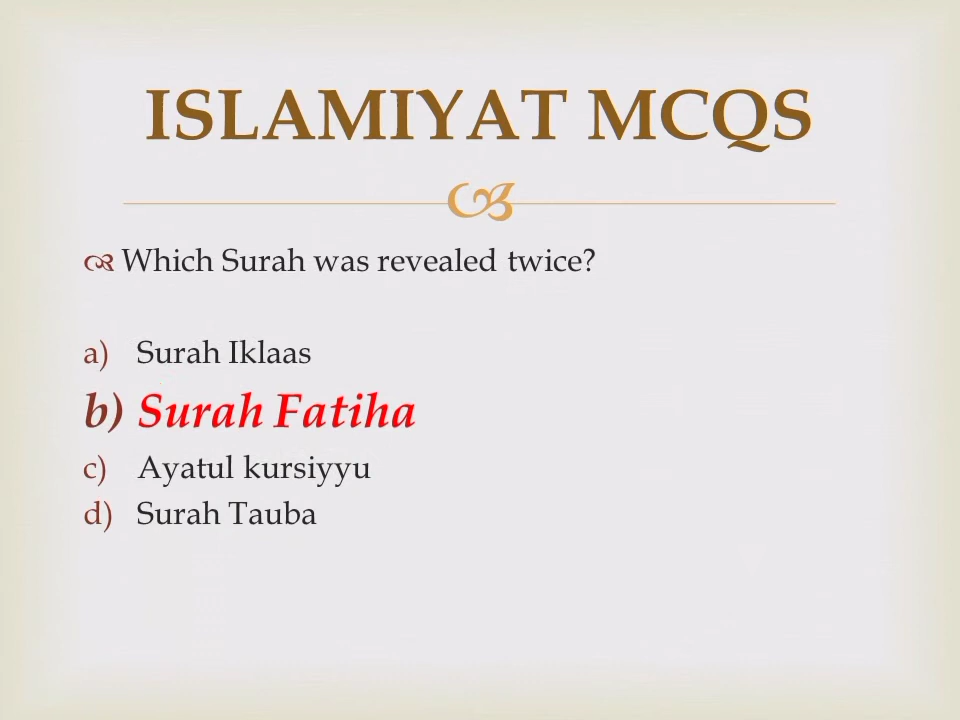 ISLAMIYAT MCQS
Which Surah was revealed twice?
a) Surah Iklaas
b) Surah Fatiha
c) Ayatul kursiyyu
d) Surah Tauba